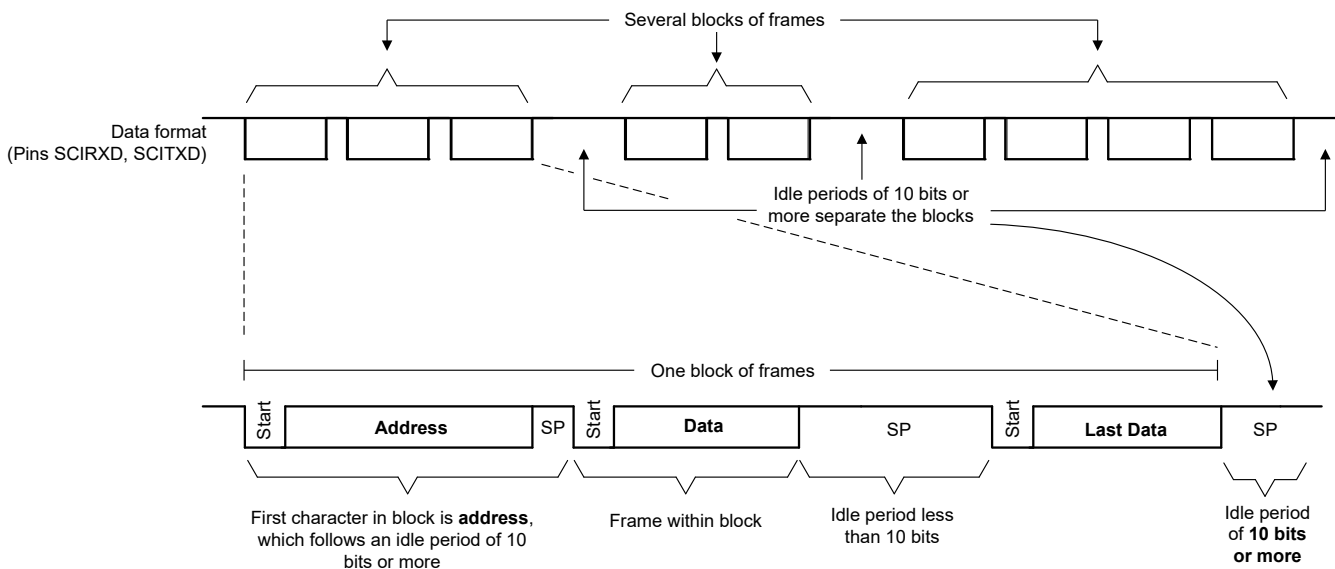 Several blocks of frames
Data format
(Pins SCIRXD, SCITXD)
Idle periods of 10 bits or
more separate the blocks
One block of frames
Start
Address
SP
Start
Data
SP
Start
Last Data
SP
First character in block is address,
which follows an idle period of 10
bits or more
Frame within block
Idle period less
than 10 bits
Idle period
of 10 bits
or more